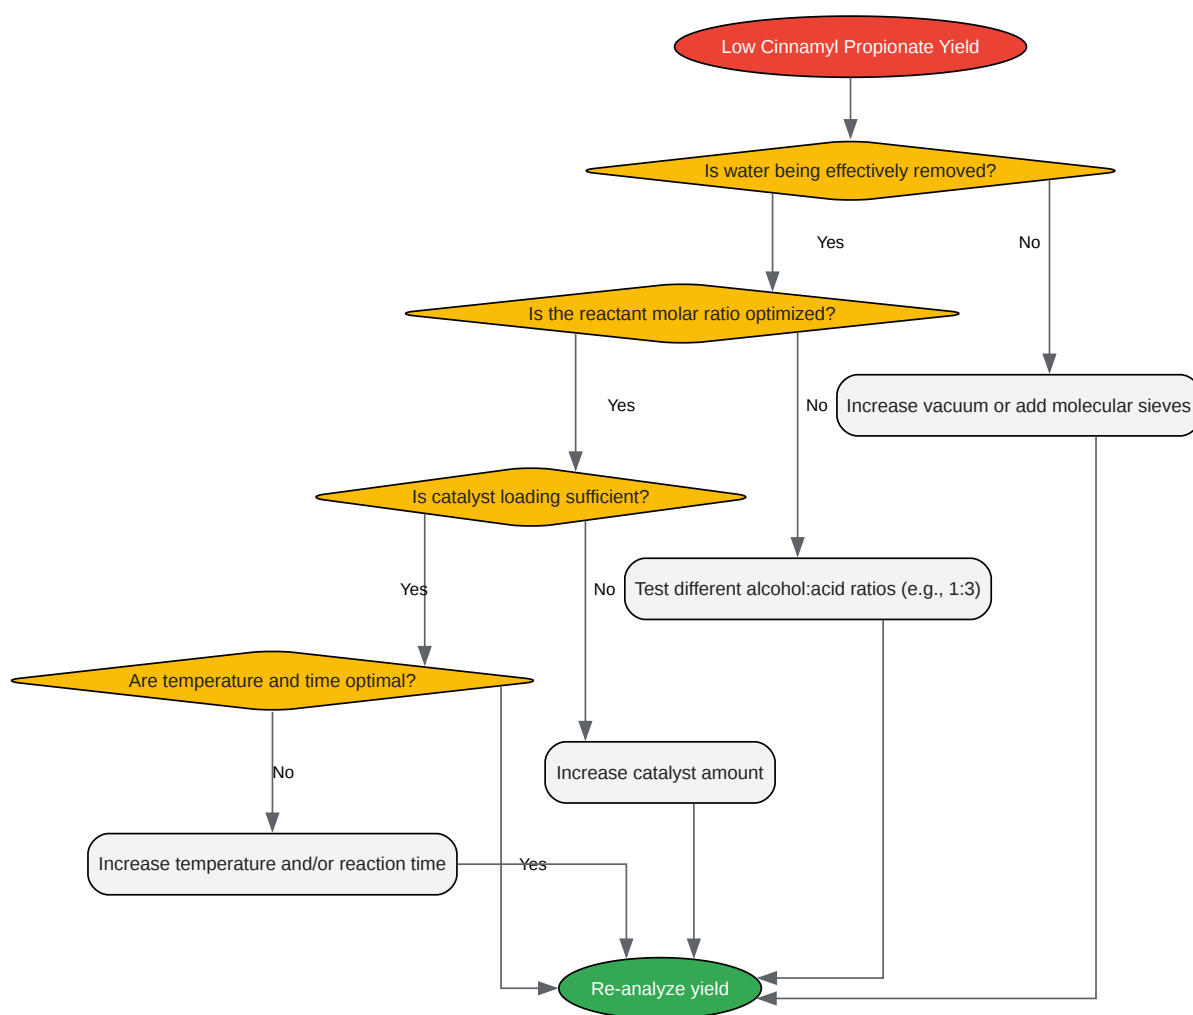 Low Cinnamyl Propionate Yield
Is water being effectively removed?
Yes
No
Is the reactant molar ratio optimized?
Yes
No
Increase vacuum or add molecular sieves
Is catalyst loading sufficient?
Yes
No
Test different alcohol:acid ratios (e.g., 1:3)
Are temperature and time optimal?
No
Increase catalyst amount
Increase temperature and/or reaction time
Yes
Re-analyze yield